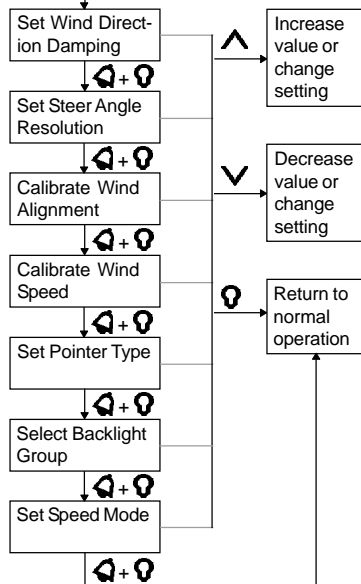 Set Wind Direct-
ion Damping
+
Set Steer Angle
Resolution
+
Calibrate Wind
Alignment
+
Calibrate Wind
Speed
+
Set Pointer Type
+
Select Backlight
Group
+
Set Speed Mode
+
Increase
value or
change
setting
Decrease
value or
change
setting
Return to
normal
operation